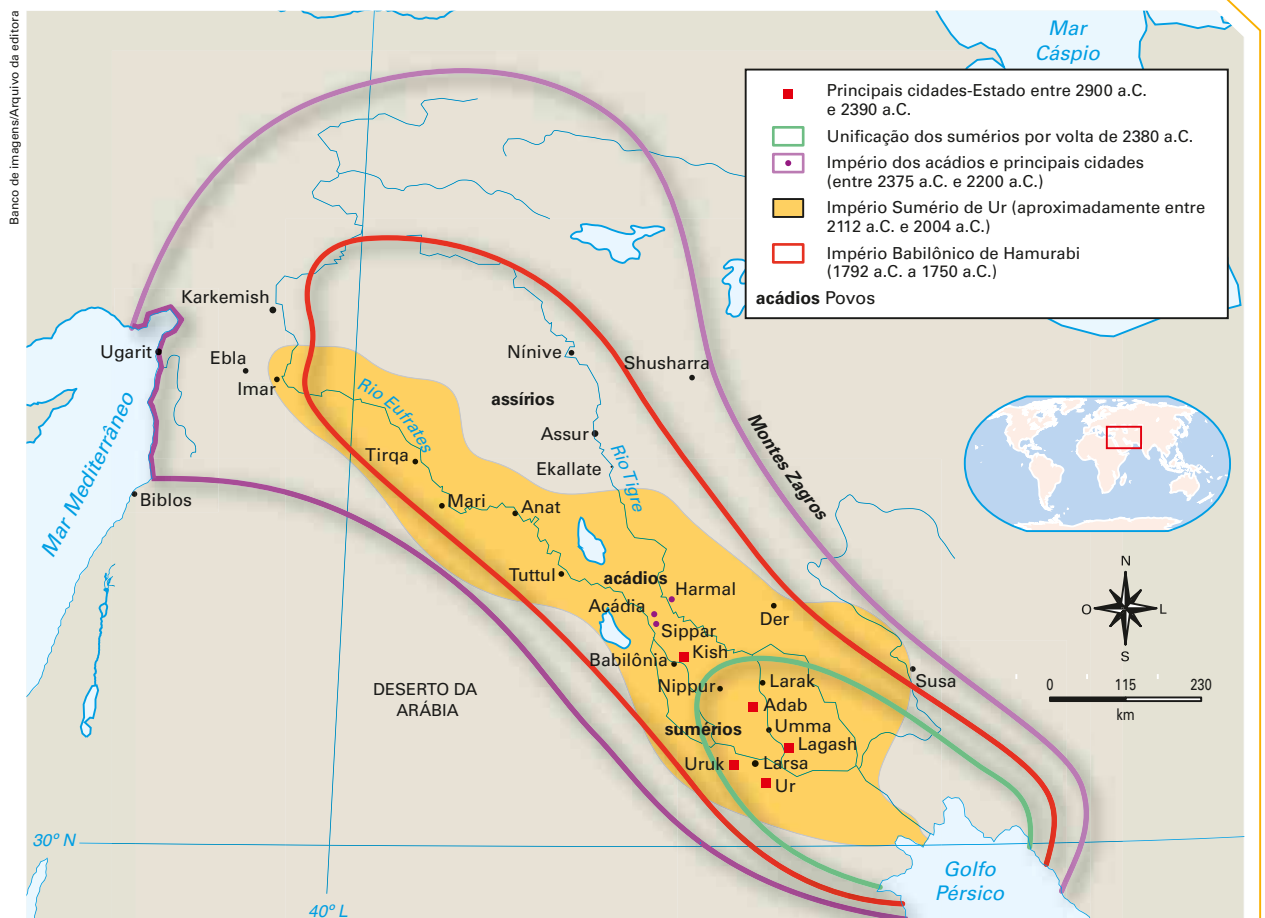 Banco de imagens/Arquivo da editora
Mar
Cáspio
Principais cidades-Estado entre 2900 a.C.
e 2390 a.C.
Unificação dos sumérios por volta de 2380 a.C.
Império dos acádios e principais cidades
(entre 2375 a.C. e 2200 a.C.)
Império Sumério de Ur (aproximadamente entre
2112 a.C. e 2004 a.C.)
Império Babilônico de Hamurabi
(1792 a.C. a 1750 a.C.)
acádios Povos
Karkemish
Ugarit
Ebla
Imar
Nínive
Shusharra
Rio Eufrates
assírios
Mar Mediterrâneo
Assur
Tirqa
Ekallate
Rio Tigre
Montes Zagros
Biblos
Mari
Anat
Tuttul
acádios
Harmal
Acádia
Der
Sippar
Kish
Babilônia
Nippur
Larak
Susa
DESERTO DA
ARÁBIA
Adab
sumérios
Umma
Lagash
Uruk
Larsa
Ur
N
O
L
S
0 115 230
km
30º N
Golfo
Pérsico
40º L